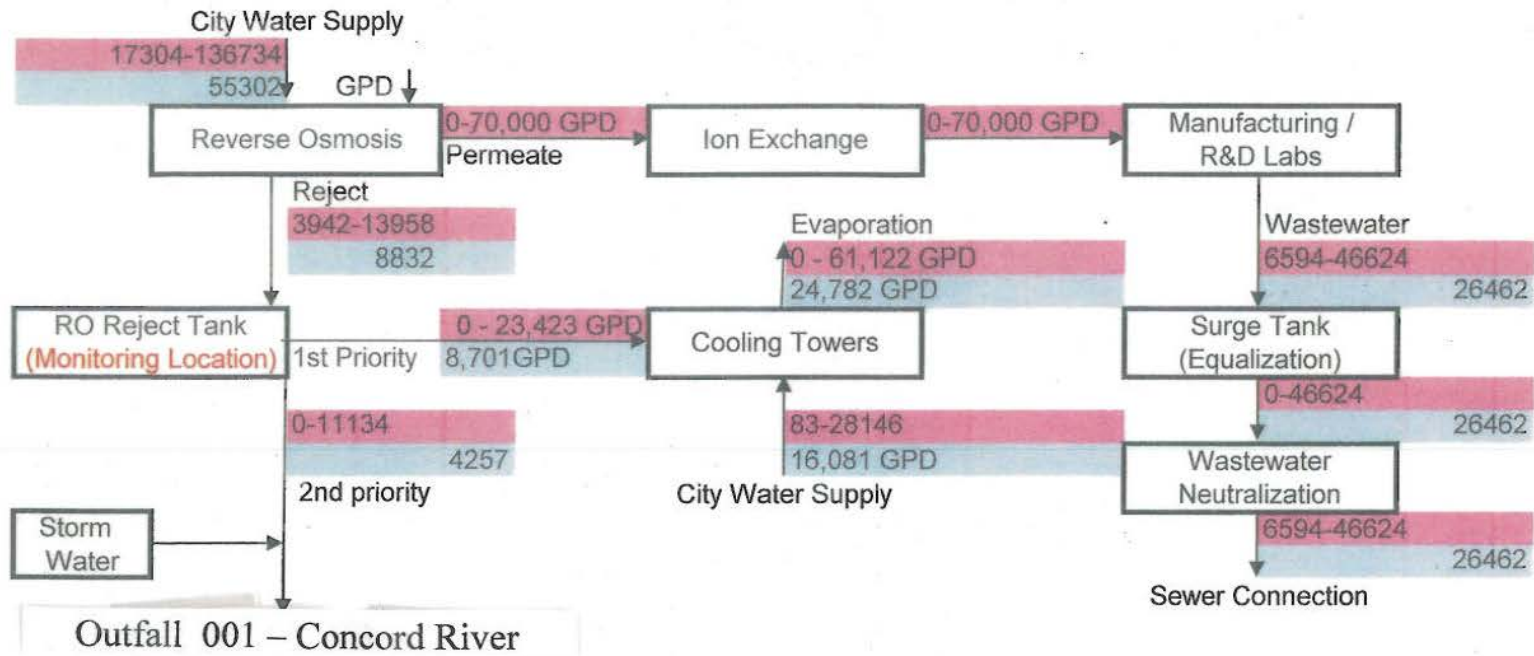 City Water Supply
17304-136734
55302
GPD
Reverse Osmosis
0-70,000 GPD
Permeate
Ion Exchange
0-70,000 GPD
Manufacturing /
R&D Labs
Reject
3942-13958
8832
Evaporation
0 - 61,122 GPD
24,782 GPD
Wastewater
6594-46624
26462
RO Reject Tank
(Monitoring Location)
1st Priority
0 - 23,423 GPD
8,701GPD
Cooling Towers
Surge Tank
(Equalization)
0-11134
4257
2nd priority
83-28146
16,081 GPD
City Water Supply
0-46624
26462
Wastewater
Neutralization
Storm
Water
6594-46624
26462
Sewer Connection
Outfall 001 – Concord River